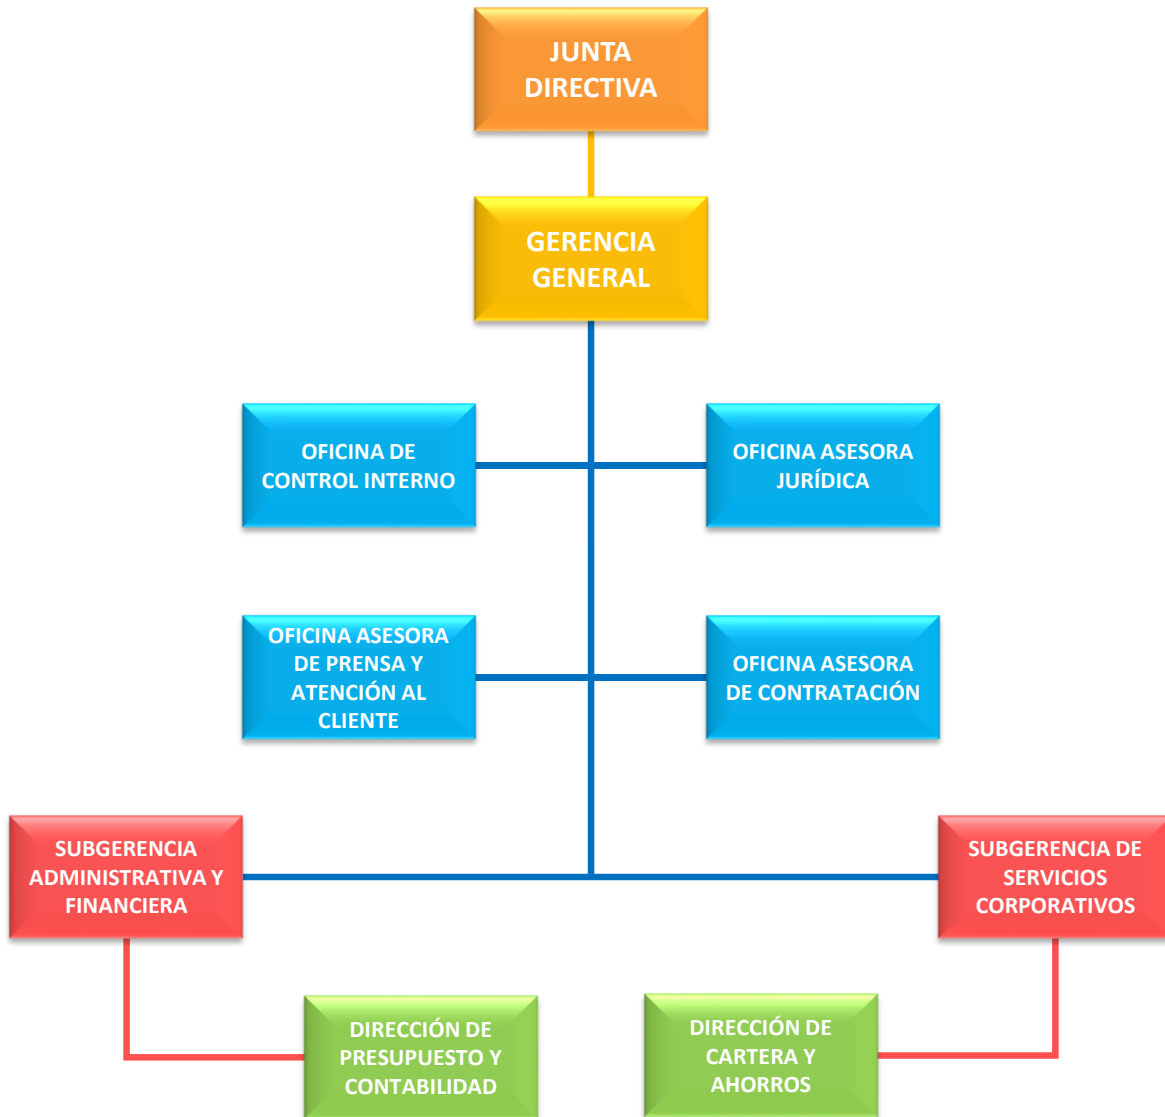 JUNTA
DIRECTIVA
GERENCIA
GENERAL
OFICINA DE
CONTROL INTERNO
OFICINA ASESORA
JURÍDICA
OFICINA ASESORA
DE PRENSA Y
ATENCIÓN AL
CLIENTE
OFICINA ASESORA
DE CONTRATACIÓN
SUBGERENCIA
ADMINISTRATIVA Y
FINANCIERA
SUBGERENCIA DE
SERVICIOS
CORPORATIVOS
DIRECCIÓN DE
PRESUPUESTO Y
CONTABILIDAD
DIRECCIÓN DE
CARTERA Y
AHORROS